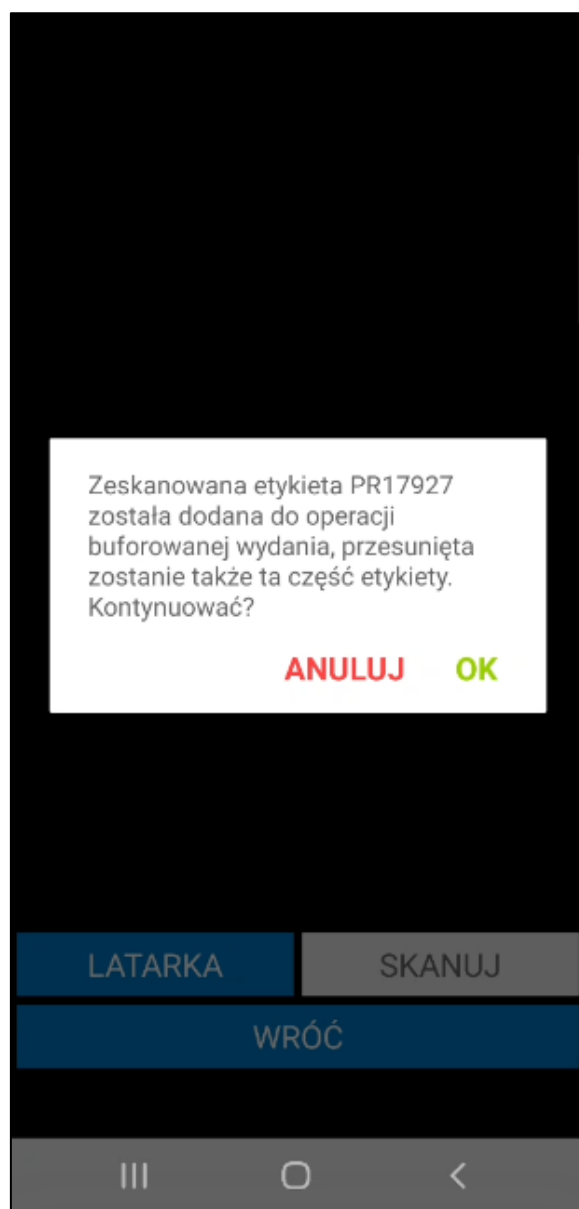 Zeskanowana etykieta PR17927
została dodana do operacji
buforowanej wydania, przesunięta
zostanie także ta część etykiety.
Kontynuować?
ANULUJ OK
LATARKA SKANUJ
WRÓĆ